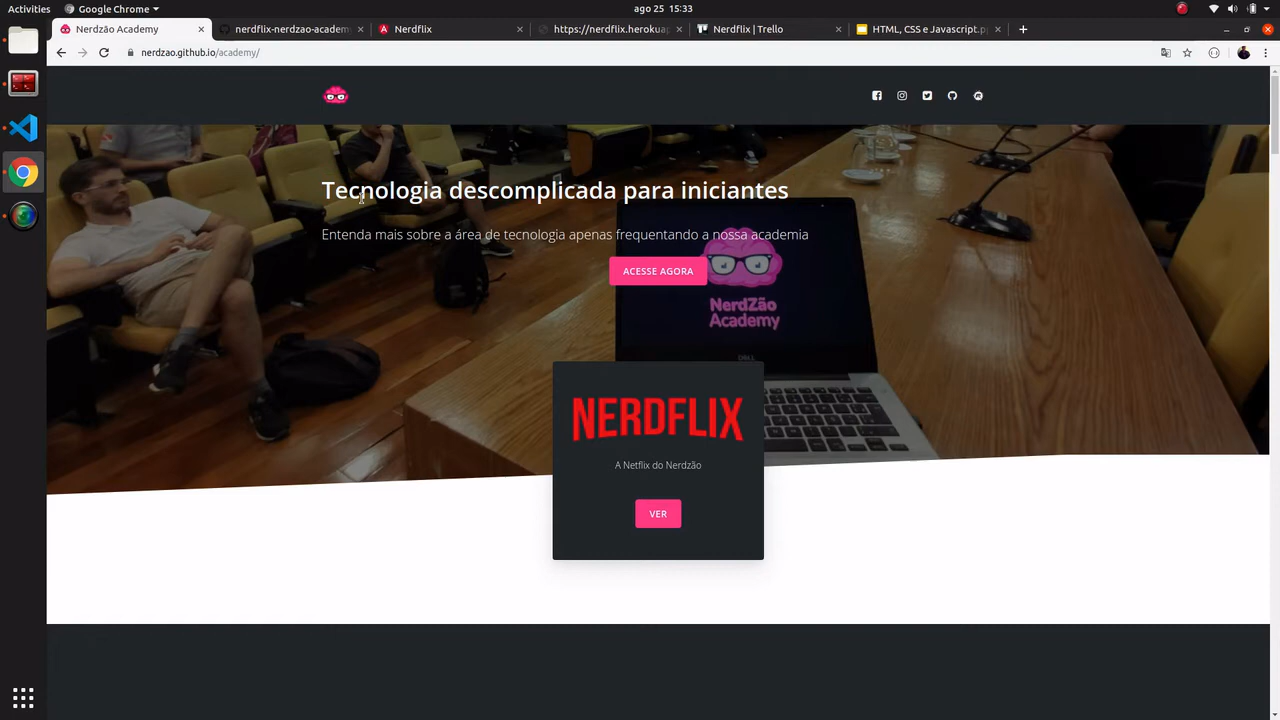 Activities
Google Chrome
ago 25 15:33
Nerdzão Academy
nerdflix-nerdzao-academ
Nerdflix
https://nerdflix.herokuap
Nerdflix | Trello
HTML, CSS e Javascript.p
nerdzao.github.io/academy/
Tecnologia descomplicada para iniciantes
Entenda mais sobre a área de tecnologia apenas frequentando a nossa academia
ACESSE AGORA
NerdZão
Academy
DELL
NERDFLIX
A Netflix do Nerdzão
VER